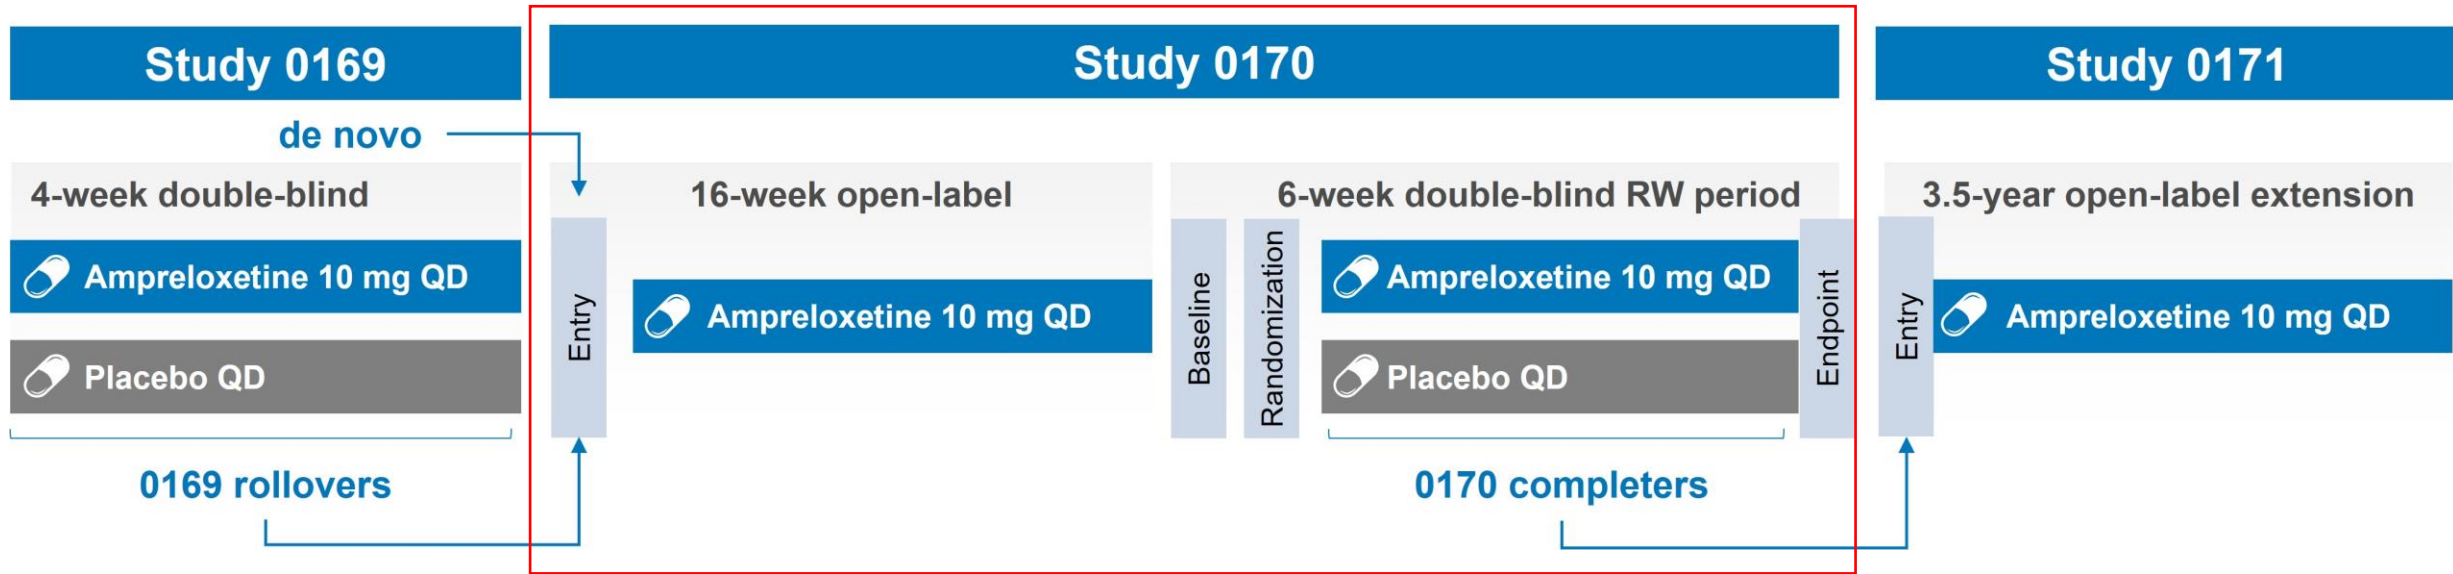 Study 0169
Study 0170
Study 0171
de novo
4-week double-blind
16-week open-label
6-week double-blind RW period
3.5-year open-label extension
Ampreloxetine 10 mg QD
Placebo QD
Entry
Ampreloxetine 10 mg QD
Baseline
Randomization
Ampreloxetine 10 mg QD
Placebo QD
Endpoint
Entry
Ampreloxetine 10 mg QD
0169 rollovers
0170 completers